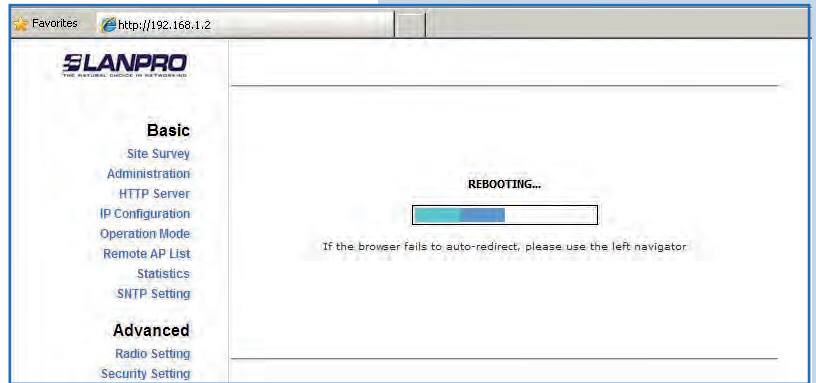 Favorites
http://192.168.1.2
LANPRO
THE NATURAL CHOICE IN NETWORKING
Basic
Site Survey
Administration
HTTP Server
IP Configuration
Operation Mode
Remote AP List
Statistics
SNTP Setting
Advanced
Radio Setting
Security Setting
REBOOTING...
If the browser fails to auto-redirect, please use the left navigator